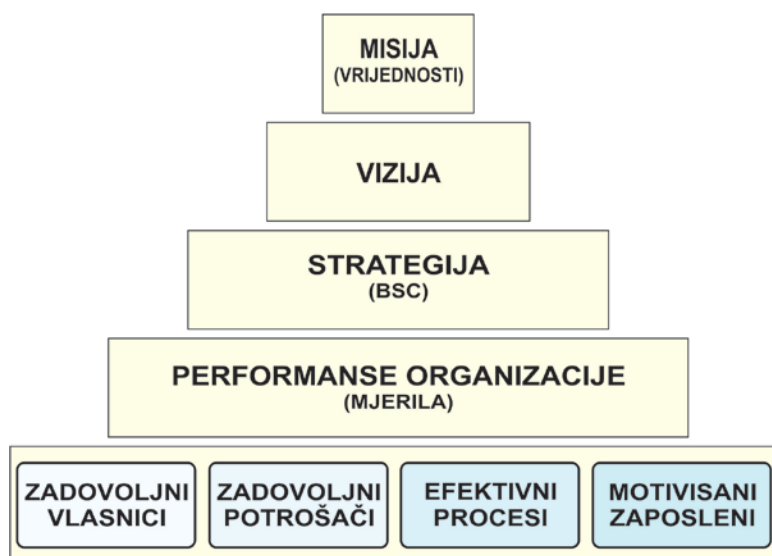 MISIJA
(VRIJEDNOSTI)
VIZIJA
STRATEGIJA
(BSC)
PERFORMANSE ORGANIZACIJE
(MJERILA)
ZADOVOLJNI
VLASNICI
ZADOVOLJNI
POTROŠAČI
EFEKTIVNI
PROCESI
MOTIVISANI
ZAPOSLENI